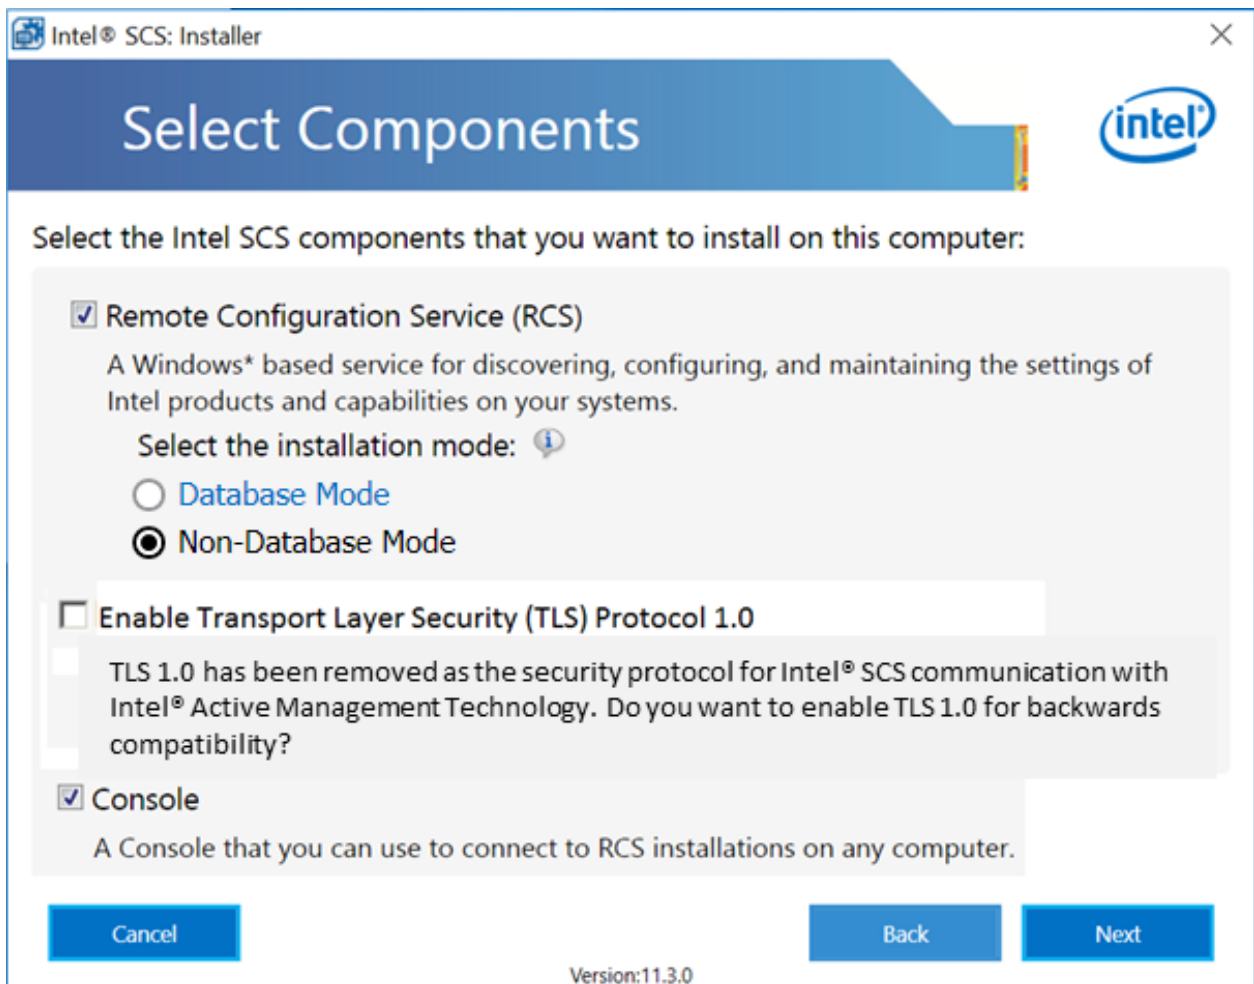 Intel® SCS: Installer
Select Components
intel®
Select the Intel SCS components that you want to install on this computer:
Remote Configuration Service (RCS)
A Windows* based service for discovering, configuring, and maintaining the settings of
Intel products and capabilities on your systems.
Select the installation mode:
Database Mode
Non-Database Mode
Enable Transport Layer Security (TLS) Protocol 1.0
TLS 1.0 has been removed as the security protocol for Intel® SCS communication with
Intel® Active Management Technology. Do you want to enable TLS 1.0 for backwards
compatibility?
Console
A Console that you can use to connect to RCS installations on any computer.
Cancel
Back
Next
Version:11.3.0